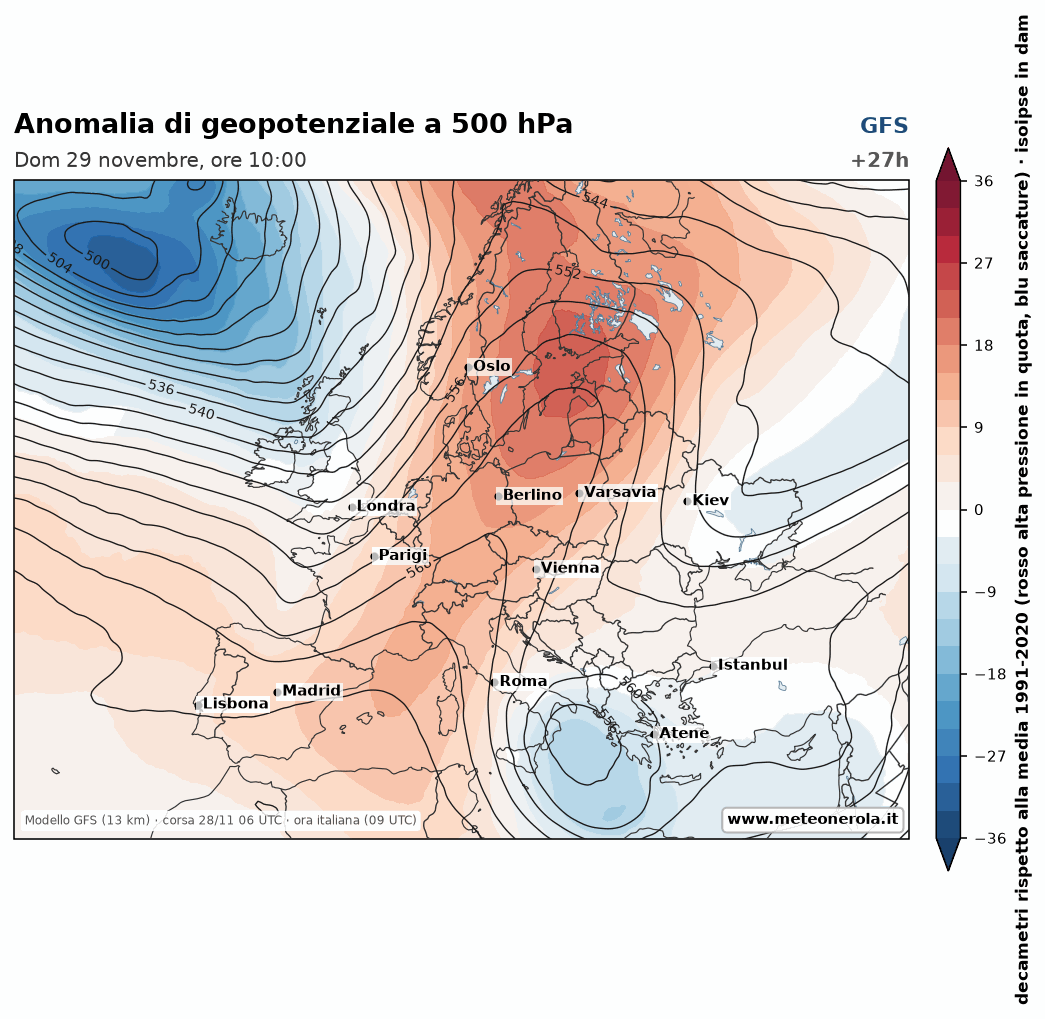 Anomalia di geopotenziale a 500 hPa
GFS
Dom 29 novembre, ore 10:00
+27h
544
552
500
504
8
536
540
556
Oslo
Berlino
Varsavia
Kiev
Londra
Parigi
Vienna
Istanbul
Roma
Madrid
Lisbona
Atene
560
Modello GFS (13 km) · corsa 28/11 06 UTC · ora italiana (09 UTC)
www.meteonerola.it
36
27
18
9
0
−9
−18
−27
−36
decametri rispetto alla media 1991-2020 (rosso alta pressione in quota, blu saccature) · isoipse in dam